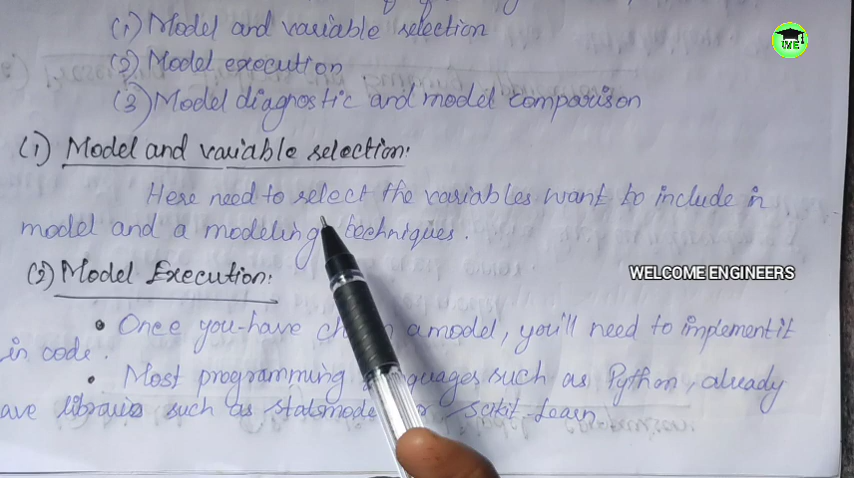 (1) Model and variable selection
(2) Model execution
(3) Model diagnostic and model comparison
(1) Model and variable selection:
Here need to select the variables want to include in
model and a modeling techniques.
(2) Model Execution:
• Once you-have a model, you'll need to implement it
in code.
• Most programming such as Python, already
such as Scikit-Learn
WELCOME ENGINEERS
WE